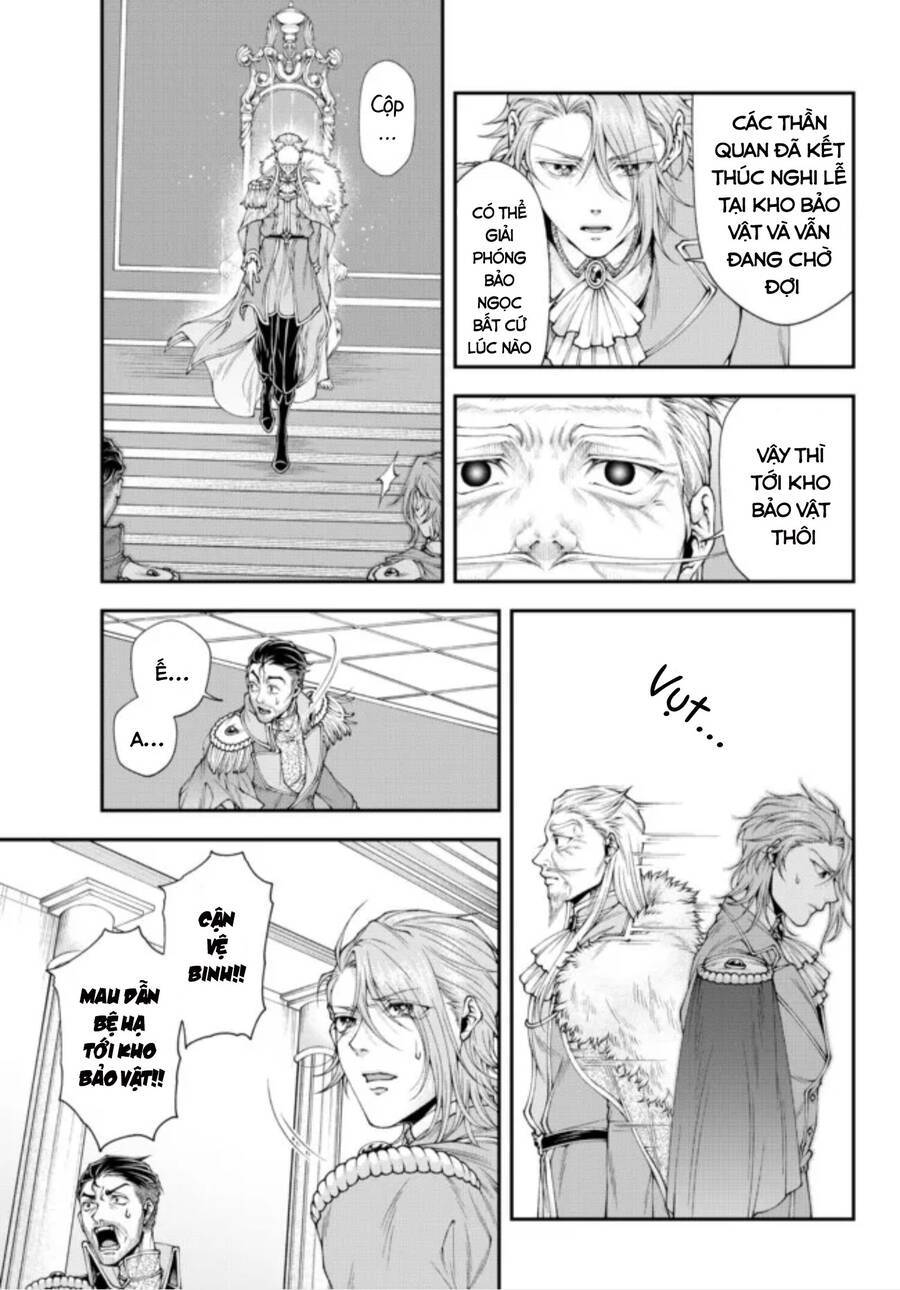 CÁC THẦN
QUAN ĐÃ KẾT
THÚC NGHI LỄ
TẠI KHO BẢO
VẬT VÀ VẪN
ĐANG CHỜ
ĐỢI
CÓ THỂ
GIẢI
PHÓNG
BẢO
NGỌC
BẤT CỨ
LÚC NÀO
VẬY THÌ
TỚI KHO
BẢO VẬT
THÔI
Cộp
...
Vụt...
Ế...
A...
CẬN
VỆ
BINH!!
MAU DẪN
BỆ HẠ
TỚI KHO
BẢO VẬT!!